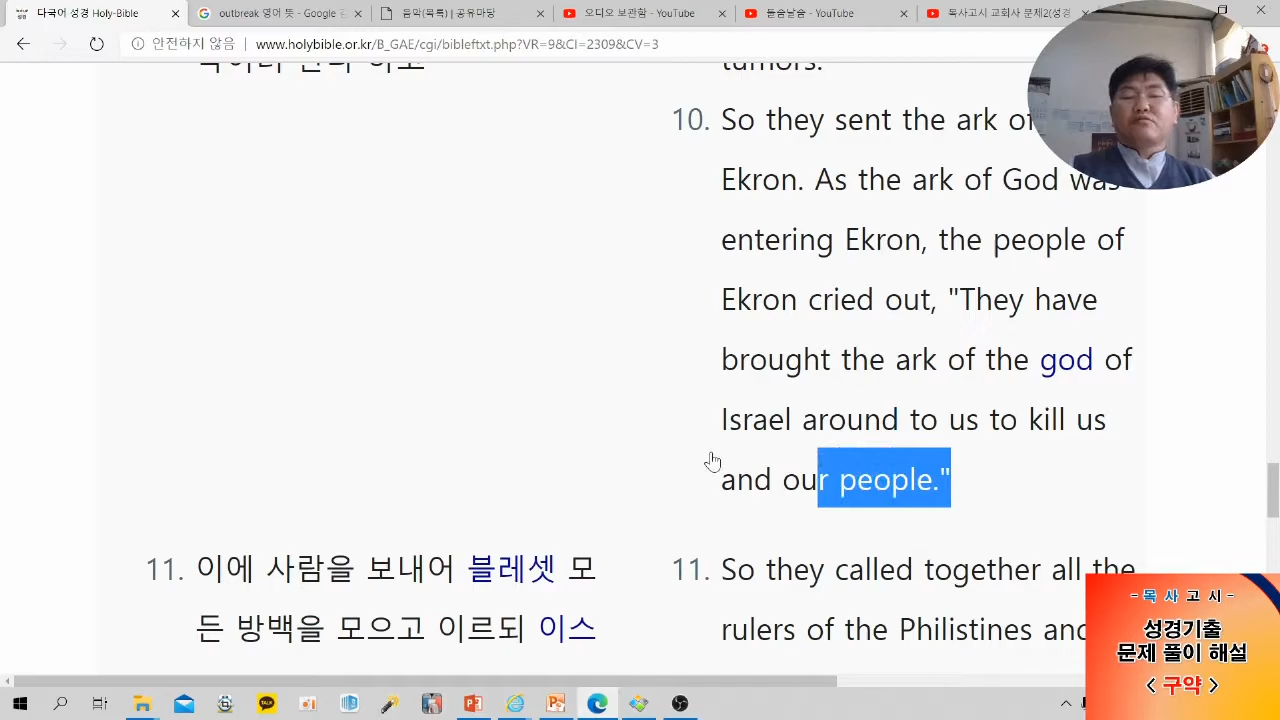 다국어 성경 Holy-Bible
outbreak 영어 뜻 - Google
음악(목록) | 공유마당
오디오 보관함 - YouTube
돌숨날숨 - YouTube
목사고시 교회사 문제2(성경
안전하지 않음 www.holybible.or.kr/B_GAE/cgi/bibleftxt.php?VR=9&CI=2309&CV=3
tumors.
10. So they sent the ark of
Ekron. As the ark of God was
entering Ekron, the people of
Ekron cried out, "They have
brought the ark of the god of
Israel around to us to kill us
and our people."
11. 이에 사람을 보내어 블레셋 모
든 방백을 모으고 이르되 이스
11. So they called together all the
rulers of the Philistines and
- 목 사 고 시 -
성경기출
문제 풀이 해설
< 구약 >